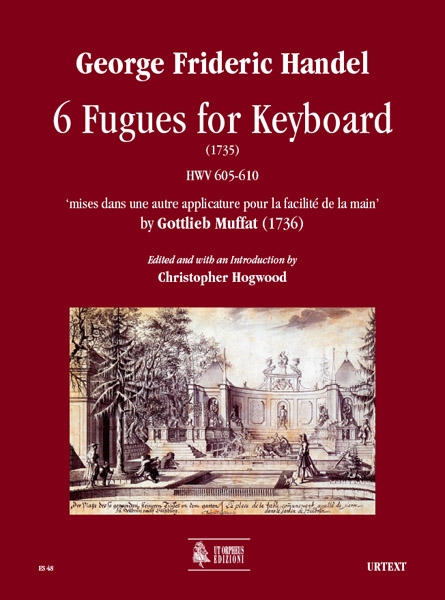 George Frideric Handel
6 Fugues for Keyboard
(1735)
HWV 605-610
‘mises dans une autre applicature pour la facilité de la main’
by Gottlieb Muffat (1736)
Edited and with an Introduction by
Christopher Hogwood
UT ORPHEUS
EDIZIONI
ES 48
URTEXT